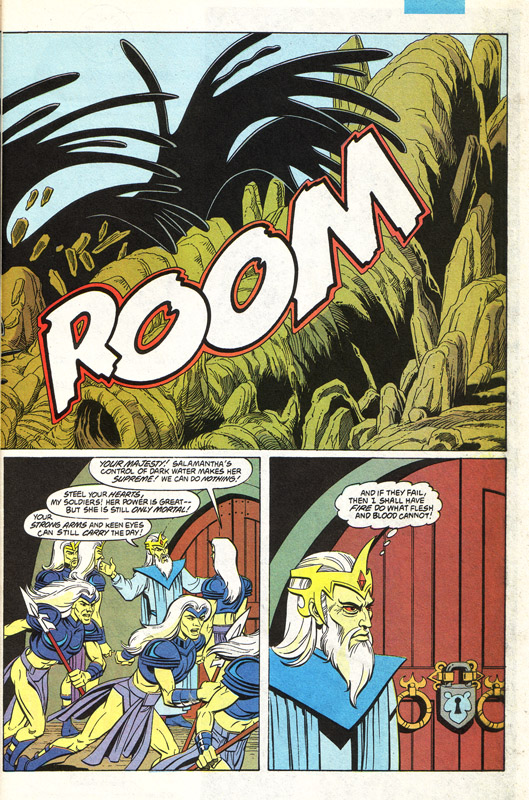 ROOM
YOUR MAJESTY! SALAMANTHA'S
CONTROL OF DARK WATER MAKES HER
SUPREME! WE CAN DO NOTHING!
STEEL YOUR HEARTS,
MY SOLDIERS! HER POWER IS GREAT--
BUT SHE IS STILL ONLY MORTAL!
YOUR
STRONG ARMS AND KEEN EYES
CAN STILL CARRY THE DAY!
AND IF THEY FAIL,
THEN I SHALL HAVE
FIRE DO WHAT FLESH
AND BLOOD CANNOT!